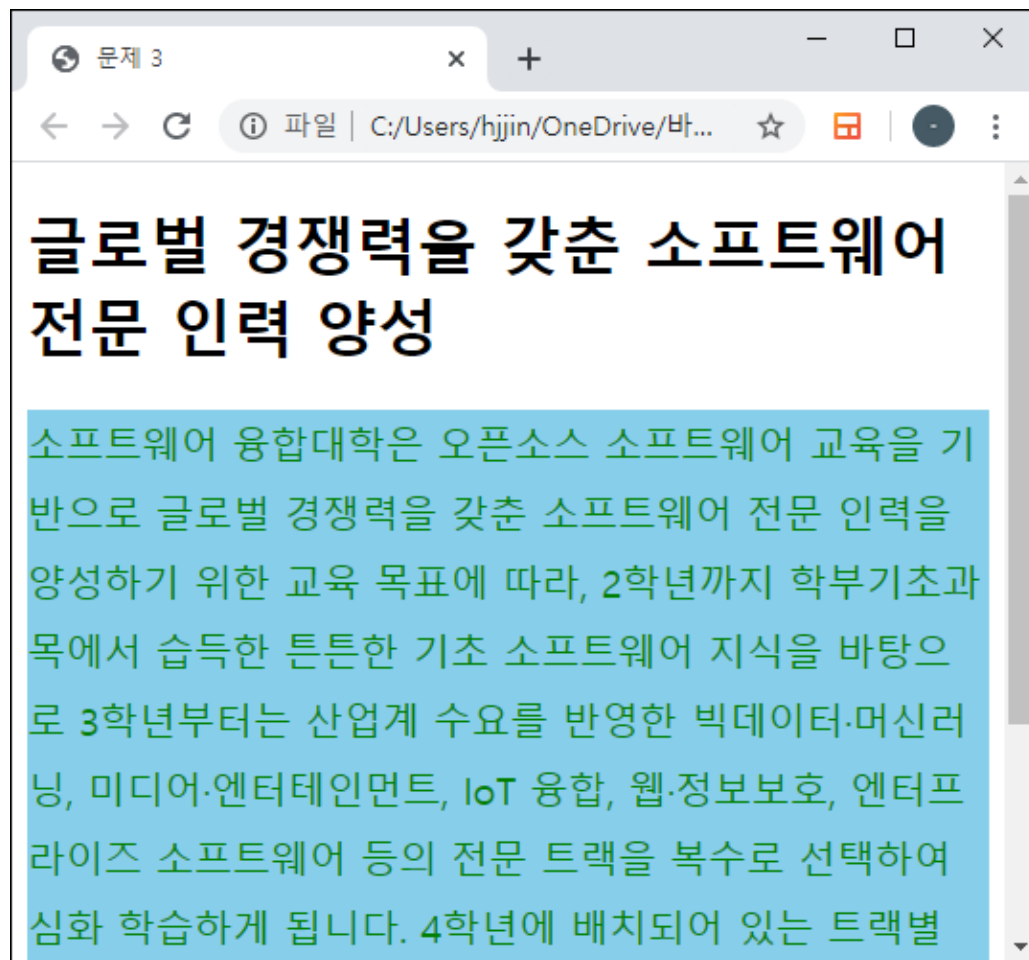 문제 3
파일 | C:/Users/hjjin/OneDrive/바...
글로벌 경쟁력을 갖춘 소프트웨어
전문 인력 양성
소프트웨어 융합대학은 오픈소스 소프트웨어 교육을 기
반으로 글로벌 경쟁력을 갖춘 소프트웨어 전문 인력을
양성하기 위한 교육 목표에 따라, 2학년까지 학부기초과
목에서 습득한 튼튼한 기초 소프트웨어 지식을 바탕으
로 3학년부터는 산업계 수요를 반영한 빅데이터·머신러
닝, 미디어·엔터테인먼트, IoT 융합, 웹·정보보호, 엔터프
라이즈 소프트웨어 등의 전문 트랙을 복수로 선택하여
심화 학습하게 됩니다. 4학년에 배치되어 있는 트랙별